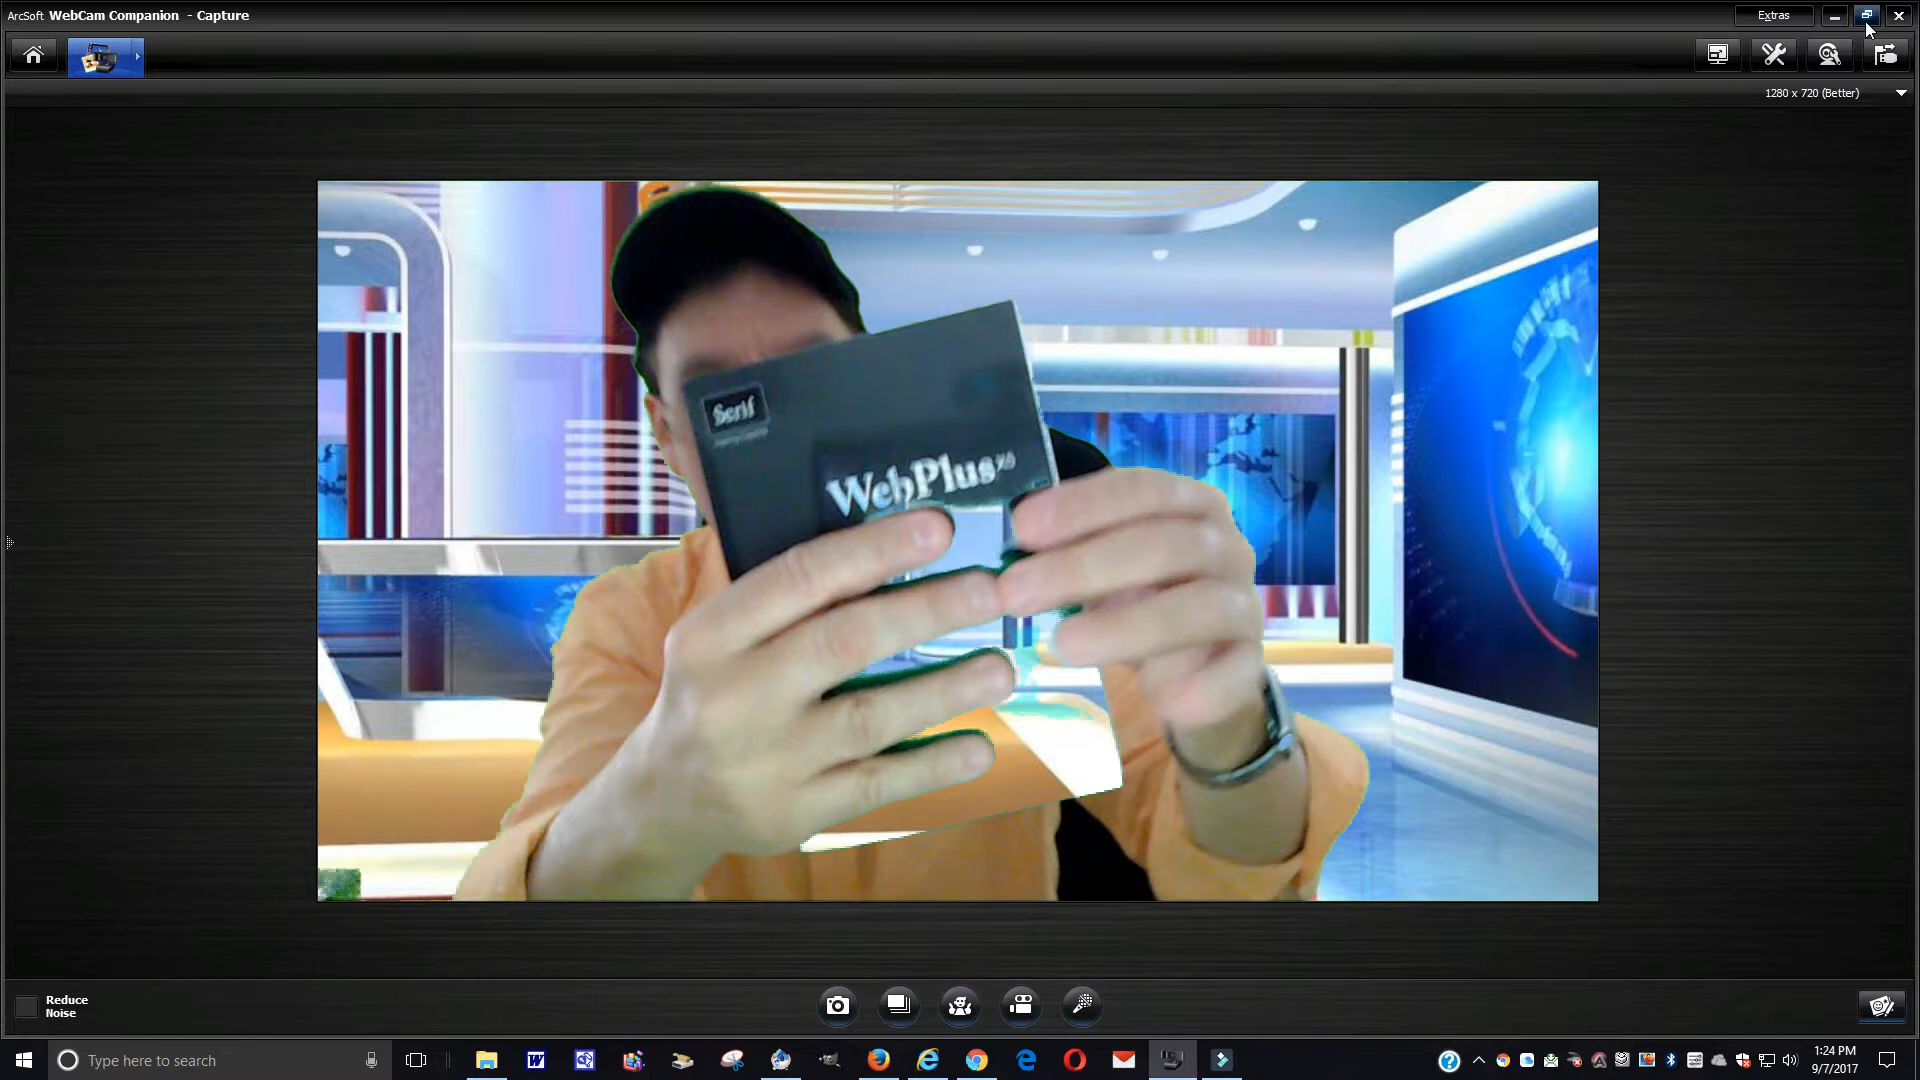 ArcSoft WebCam Companion - Capture
Extras
1280 x 720 (Better)
Serif
WebPlus X6
Reduce
Noise
Type here to search
1:24 PM
9/7/2017